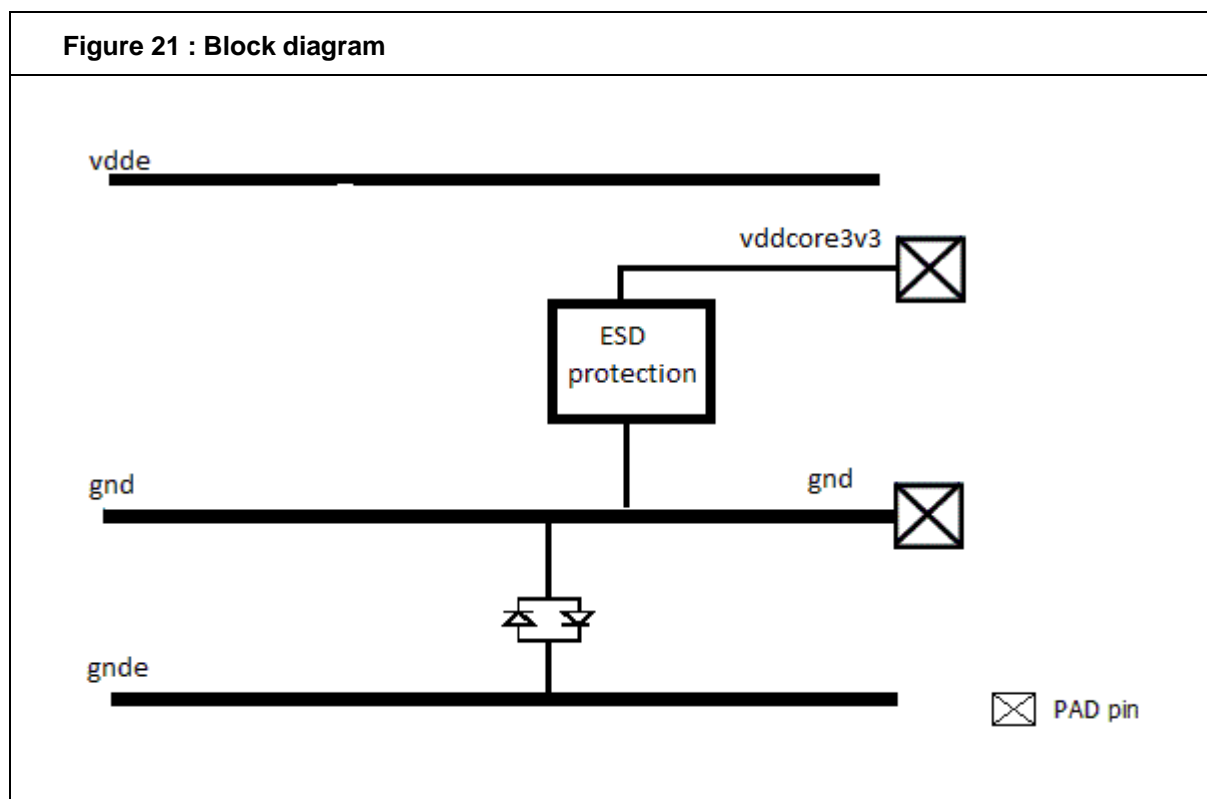 Figure 21 : Block diagram
vdde
vddcore3v3
ESD
protection
gnd
gnd
gnde
PAD pin